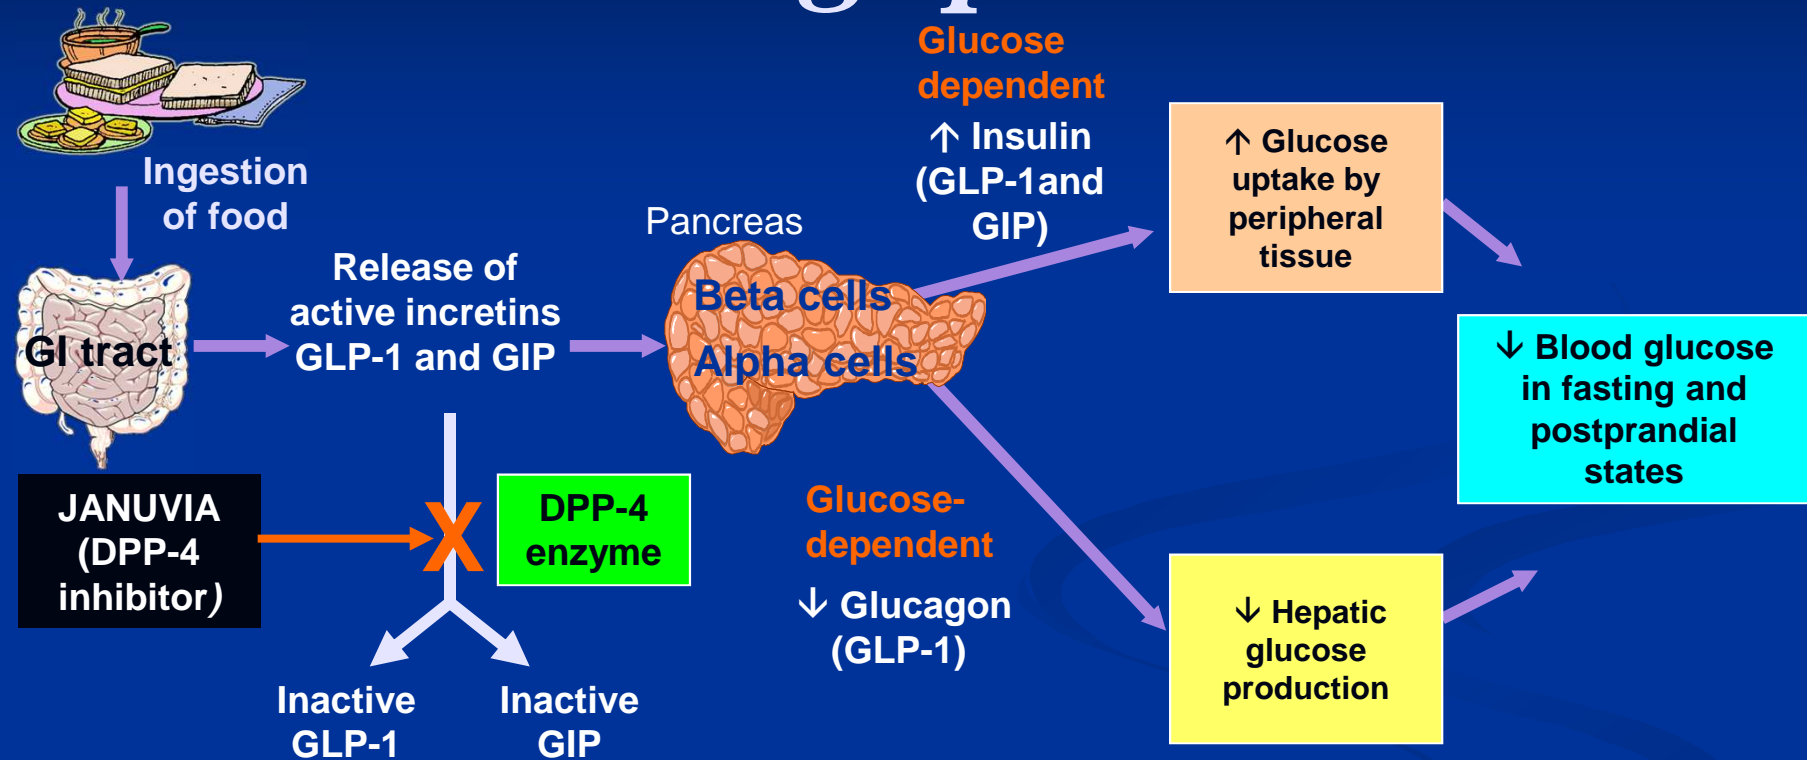 Ingestion
of food
GI tract
Release of
active incretins
GLP-1 and GIP
Pancreas
Beta cells
Alpha cells
Glucose
dependent
↑ Insulin
(GLP-1and
GIP)
↑ Glucose
uptake by
peripheral
tissue
↓ Blood glucose
in fasting and
postprandial
states
JANUVIA
(DPP-4
inhibitor)
X
DPP-4
enzyme
Glucose-
dependent
↓ Glucagon
(GLP-1)
↓ Hepatic
glucose
production
Inactive
GLP-1
Inactive
GIP